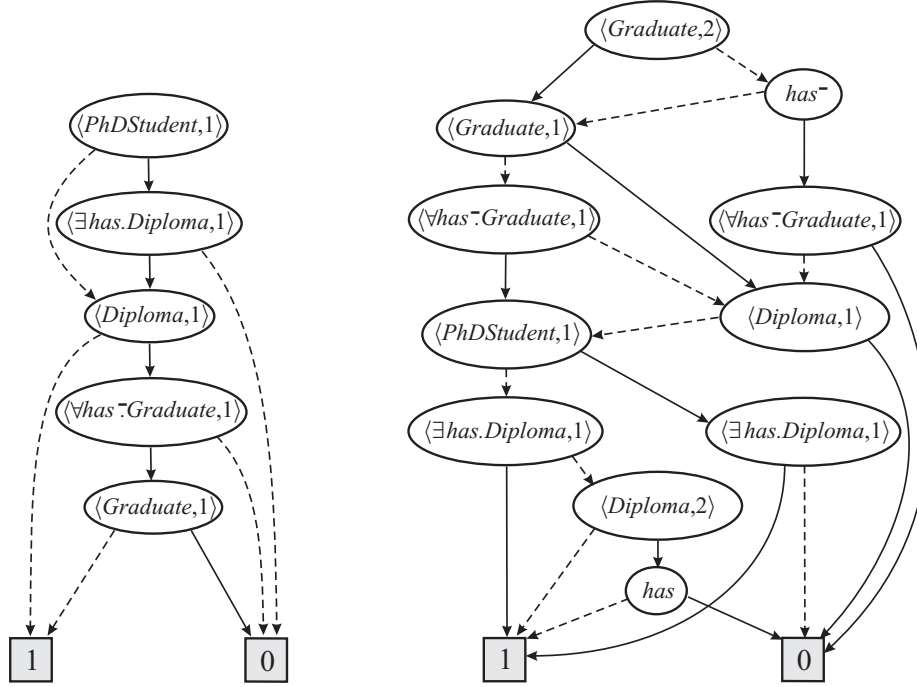 ⟨PhDStudent,1⟩
⟨∃has.Diploma,1⟩
⟨Diploma,1⟩
⟨∀has⁻.Graduate,1⟩
⟨Graduate,1⟩
1
0
⟨Graduate,2⟩
has⁻
⟨Graduate,1⟩
⟨∀has⁻.Graduate,1⟩
⟨∀has⁻.Graduate,1⟩
⟨PhDStudent,1⟩
⟨Diploma,1⟩
⟨∃has.Diploma,1⟩
⟨∃has.Diploma,1⟩
⟨Diploma,2⟩
has
1
0